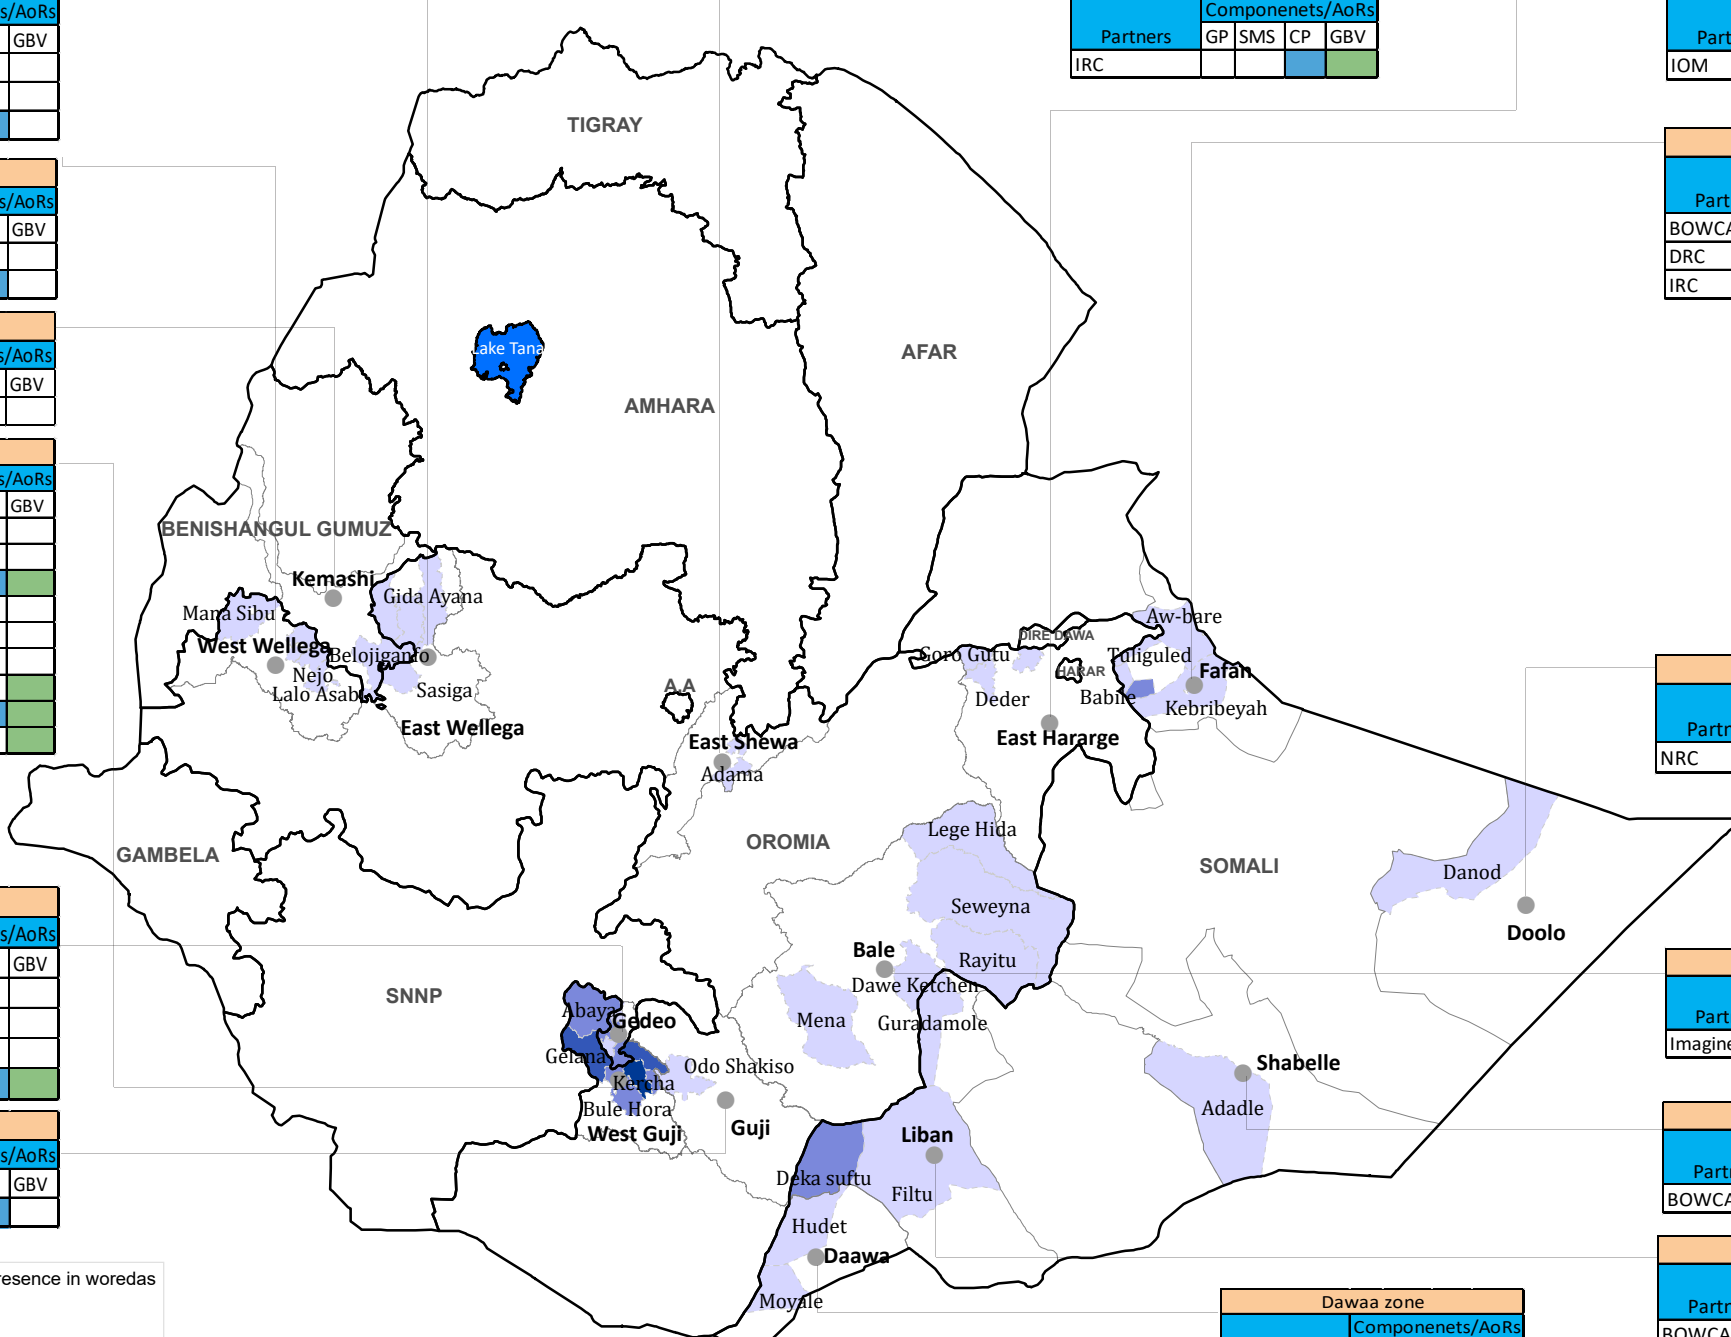 s/AoRs
GBV
s/AoRs
GBV
s/AoRs
GBV
s/AoRs
GBV
s/AoRs
GBV
s/AoRs
GBV
resence in woredas
Componenets/AoRs
Partners GP SMS CP GBV
IRC
Part
IOM
Part
BOWCA
DRC
IRC
Partn
NRC
Part
Imagine
Partn
BOWCA
Partn
BOWCA
Dawaa zone
Componenets/AoRs
TIGRAY
Lake Tana
AFAR
AMHARA
BENISHANGUL GUMUZ
Kemashi
Gida Ayana
Mana Sibu
West Wellega
Belojiganfo
Nejo
Lalo Asabi
Sasiga
East Wellega
A.A
East Shewa
Adama
DIRE DAWA
Goro Gutu
HARAR
Deder
East Hararge
Aw-bare
Tuliguled
Fafan
Babile
Kebribeyah
GAMBELA
OROMIA
Lege Hida
SOMALI
Danod
Seweyna
Doolo
Bale
Rayitu
Dawe Ketchen
SNNP
Mena
Guradamole
Abaya
Gedeo
Gelana
Odo Shakiso
Kercha
Bule Hora
West Guji
Guji
Shabelle
Adadle
Liban
Deka suftu
Filtu
Hudet
Daawa
Moyale